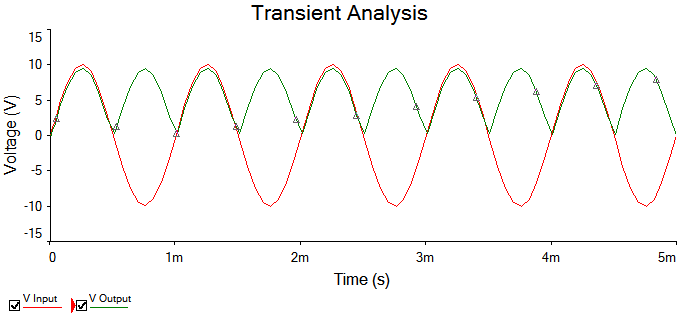 Transient Analysis
Voltage (V)
15
10
5
0
-5
-10
-15
0 1m 2m 3m 4m 5m
Time (s)
V Input V Output